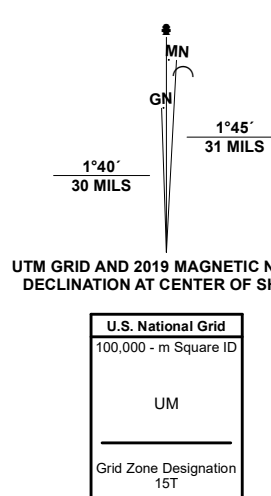 MN
GN
1°45´
31 MILS
1°40´
30 MILS
UTM GRID AND 2019 MAGNETIC
DECLINATION AT CENTER OF
U.S. National Grid
100,000 - m Square ID
UM
Grid Zone Designation
15T